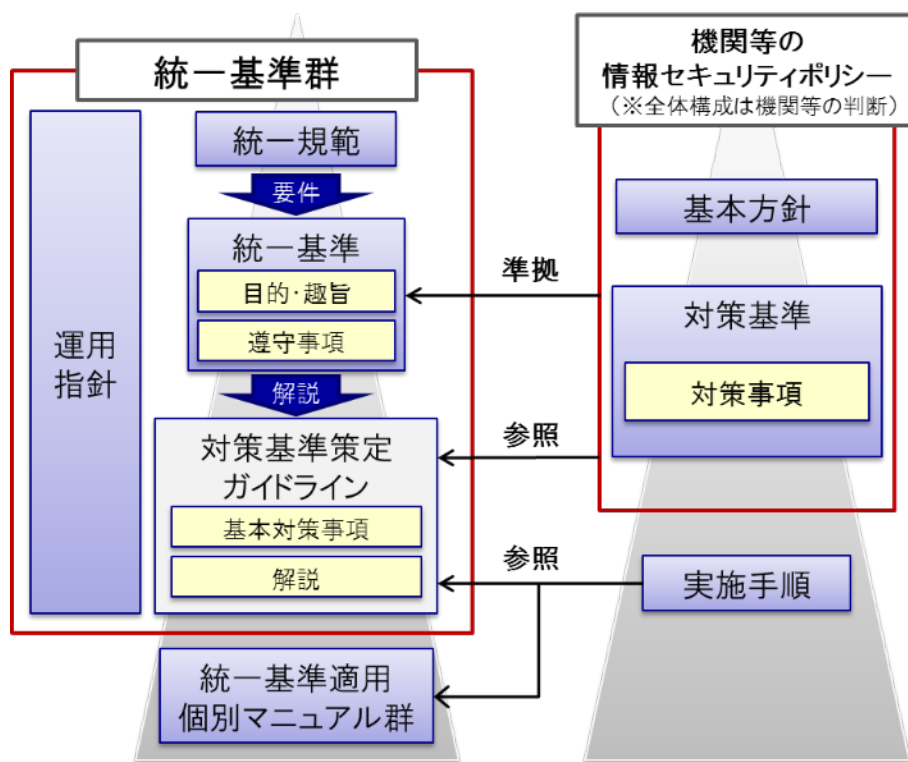 統一基準群
運用
指針
統一規範
要件
統一基準
目的・趣旨
遵守事項
解説
対策基準策定
ガイドライン
基本対策事項
解説
統一基準適用
個別マニュアル群
準拠
参照
参照
機関等の
情報セキュリティポリシー
（※全体構成は機関等の判断）
基本方針
対策基準
対策事項
実施手順